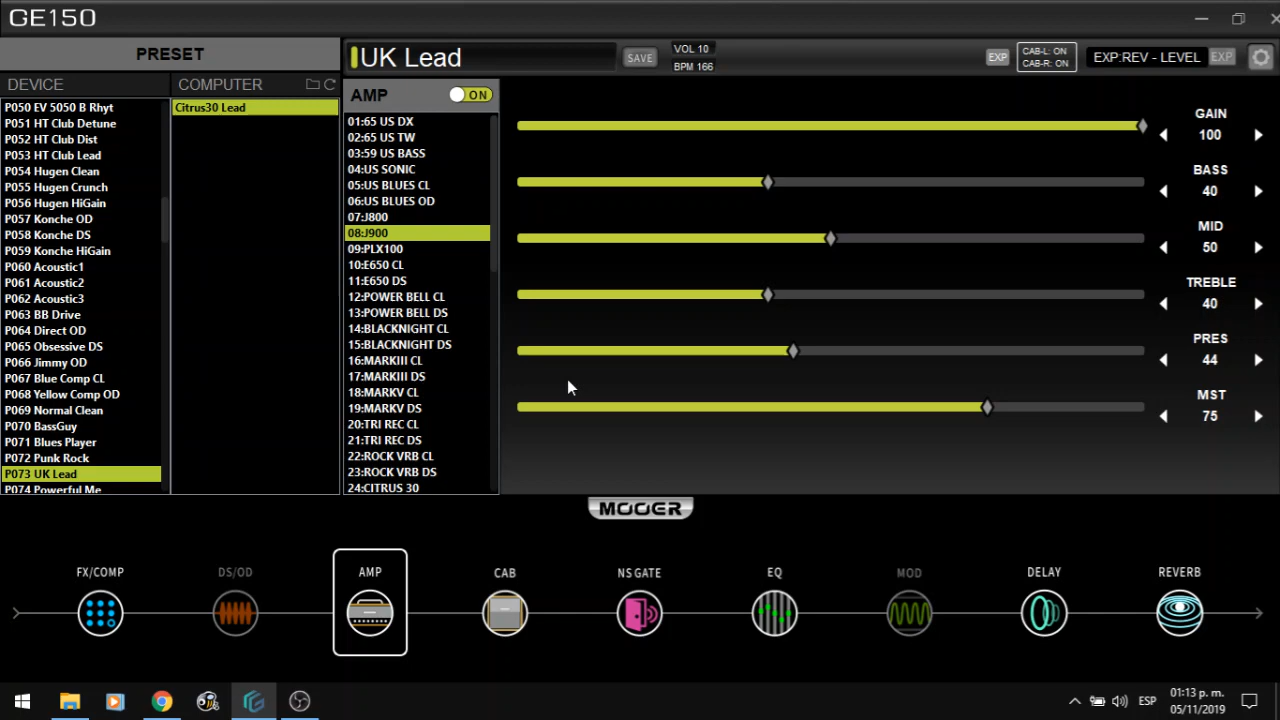 GE150
PRESET
DEVICE
COMPUTER
P050 EV 5050 B Rhyt
P051 HT Club Detune
P052 HT Club Dist
P053 HT Club Lead
P054 Hugen Clean
P055 Hugen Crunch
P056 Hugen HiGain
P057 Konche OD
P058 Konche DS
P059 Konche HiGain
P060 Acoustic1
P061 Acoustic2
P062 Acoustic3
P063 BB Drive
P064 Direct OD
P065 Obsessive DS
P066 Jimmy OD
P067 Blue Comp CL
P068 Yellow Comp OD
P069 Normal Clean
P070 BassGuy
P071 Blues Player
P072 Punk Rock
P073 UK Lead
P074 Powerful Me
Citrus30 Lead
UK Lead
SAVE
VOL 10
BPM 166
EXP
CAB-L: ON
CAB-R: ON
EXP:REV - LEVEL
EXP
AMP
ON
01:65 US DX
02:65 US TW
03:59 US BASS
04:US SONIC
05:US BLUES CL
06:US BLUES OD
07:J800
08:J900
09:PLX100
10:E650 CL
11:E650 DS
12:POWER BELL CL
13:POWER BELL DS
14:BLACKNIGHT CL
15:BLACKNIGHT DS
16:MARKIII CL
17:MARKIII DS
18:MARKV CL
19:MARKV DS
20:TRI REC CL
21:TRI REC DS
22:ROCK VRB CL
23:ROCK VRB DS
24:CITRUS 30
GAIN
100
BASS
40
MID
50
TREBLE
40
PRES
44
MST
75
MOOER
FX/COMP
DS/OD
AMP
CAB
NS GATE
EQ
MOD
DELAY
REVERB
ESP
01:13 p. m.
05/11/2019